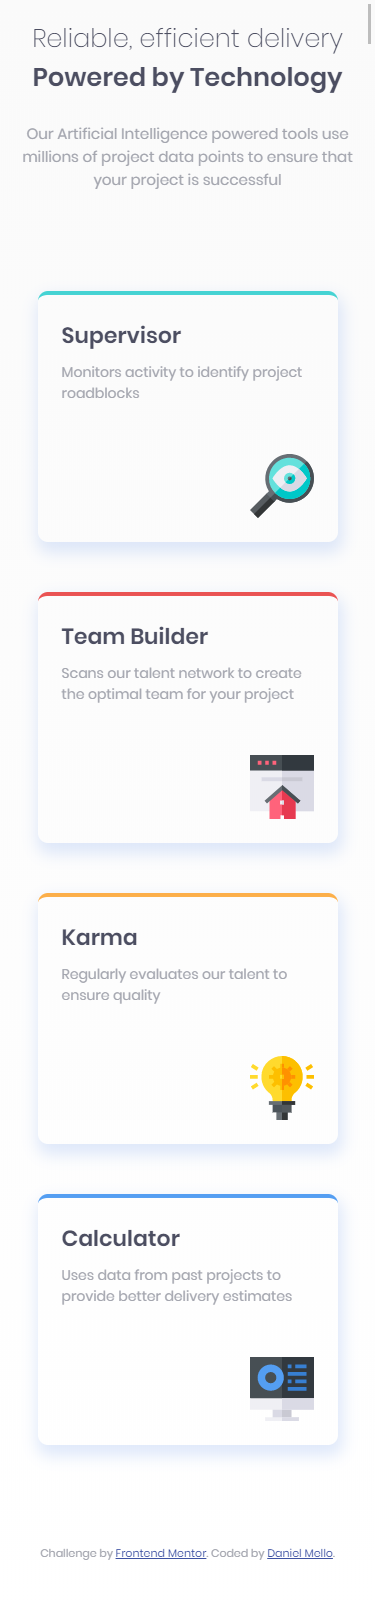 Reliable, efficient delivery
Powered by Technology
Our Artificial Intelligence powered tools use
millions of project data points to ensure that
your project is successful
Supervisor
Monitors activity to identify project
roadblocks
Team Builder
Scans our talent network to create
the optimal team for your project
Karma
Regularly evaluates our talent to
ensure quality
Calculator
Uses data from past projects to
provide better delivery estimates
Challenge by Frontend Mentor. Coded by Daniel Mello.